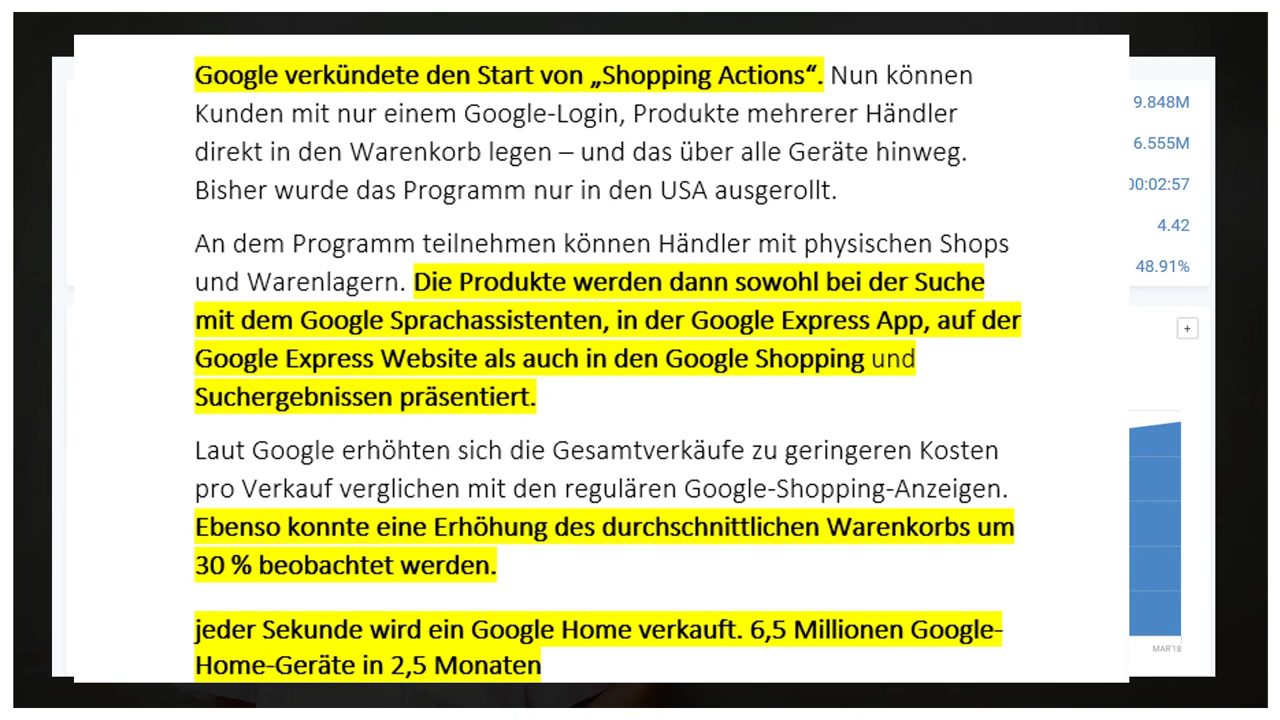 Google verkündete den Start von „Shopping Actions“. Nun können
Kunden mit nur einem Google-Login, Produkte mehrerer Händler
direkt in den Warenkorb legen – und das über alle Geräte hinweg.
Bisher wurde das Programm nur in den USA ausgerollt.
An dem Programm teilnehmen können Händler mit physischen Shops
und Warenlagern. Die Produkte werden dann sowohl bei der Suche
mit dem Google Sprachassistenten, in der Google Express App, auf der
Google Express Website als auch in den Google Shopping und
Suchergebnissen präsentiert.
Laut Google erhöhten sich die Gesamtverkäufe zu geringeren Kosten
pro Verkauf verglichen mit den regulären Google-Shopping-Anzeigen.
Ebenso konnte eine Erhöhung des durchschnittlichen Warenkorbs um
30 % beobachtet werden.
jeder Sekunde wird ein Google Home verkauft. 6,5 Millionen Google-
Home-Geräte in 2,5 Monaten
9.848M
6.555M
00:02:57
4.42
48.91%
+
MAR'18